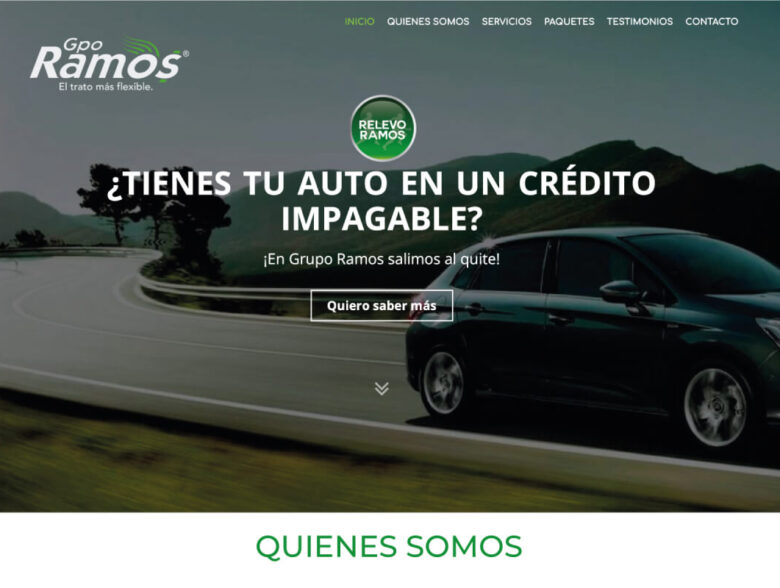 INICIO QUIENES SOMOS SERVICIOS PAQUETES TESTIMONIOS CONTACTO
Gpo
Ramos®
El trato más flexible.
RELEVO
RAMOS
¿TIENES TU AUTO EN UN CRÉDITO
IMPAGABLE?
¡En Grupo Ramos salimos al quite!
Quiero saber más
QUIENES SOMOS